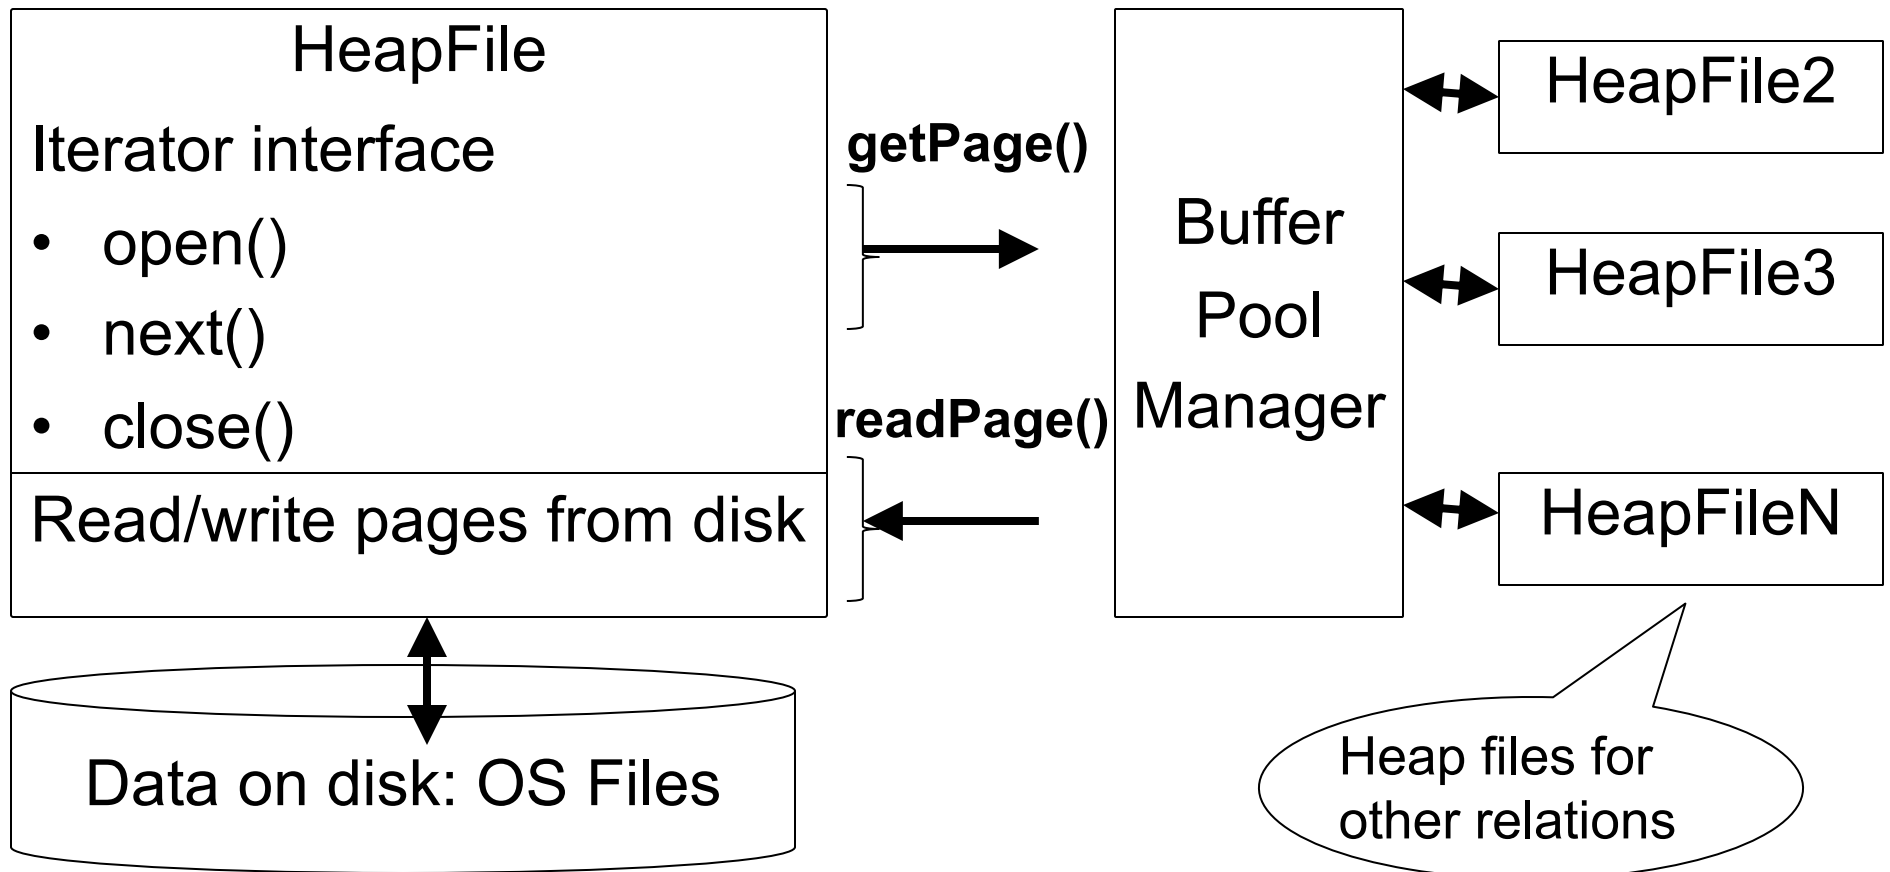 HeapFile
Iterator interface
• open()
• next()
• close()
Read/write pages from disk
Data on disk: OS Files
getPage()
readPage()
Buffer
Pool
Manager
HeapFile2
HeapFile3
HeapFileN
Heap files for
other relations